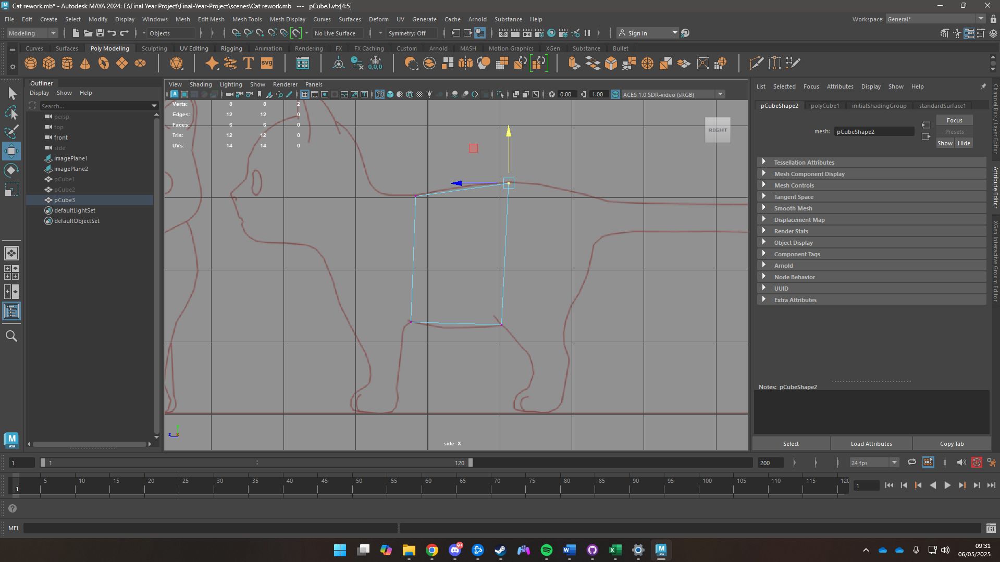 Cat rework.mb* - Autodesk MAYA 2024: E:\Final Year Project\Final-Year-Project\scenes\Cat rework.mb   ---   pCube3.vtx[4:5]
File Edit Create Select Modify Display Windows Mesh Edit Mesh Mesh Tools Mesh Display Curves Surfaces Deform UV Generate Cache Arnold Substance Help
Workspace: General*
Modeling Objects No Live Surface Symmetry: Off Sign In
Curves Surfaces Poly Modeling Sculpting UV Editing Rigging Animation Rendering FX FX Caching Custom Arnold MASH Motion Graphics XGen Substance Bullet
Outliner
Display Show Help
Search...
persp
top
front
side
imagePlane1
imagePlane2
pCube1
pCube2
pCube3
defaultLightSet
defaultObjectSet
View Shading Lighting Show Renderer Panels
0.00 1.00 ACES 1.0 SDR-video (sRGB)
Verts: 8 8 2
Edges: 12 12 0
Faces: 6 6 0
Tris: 12 12 0
UVs: 14 14 0
RIGHT
side -X
List Selected Focus Attributes Display Show Help
pCubeShape2 polyCube1 initialShadingGroup standardSurface1
Focus
mesh: pCubeShape2
Presets
Show Hide
Tessellation Attributes
Mesh Component Display
Mesh Controls
Tangent Space
Smooth Mesh
Displacement Map
Render Stats
Object Display
Component Tags
Arnold
Node Behavior
UUID
Extra Attributes
Notes: pCubeShape2
Select Load Attributes Copy Tab
Channel Box / Layer Editor
Attribute Editor
XGen Interactive Groom Editor
1 1 120 200 24 fps
5 10 15 20 25 30 35 40 45 50 55 60 65 70 75 80 85 90 95 100 105 110 115 120
1 1
MEL
9+
09:31
06/05/2025